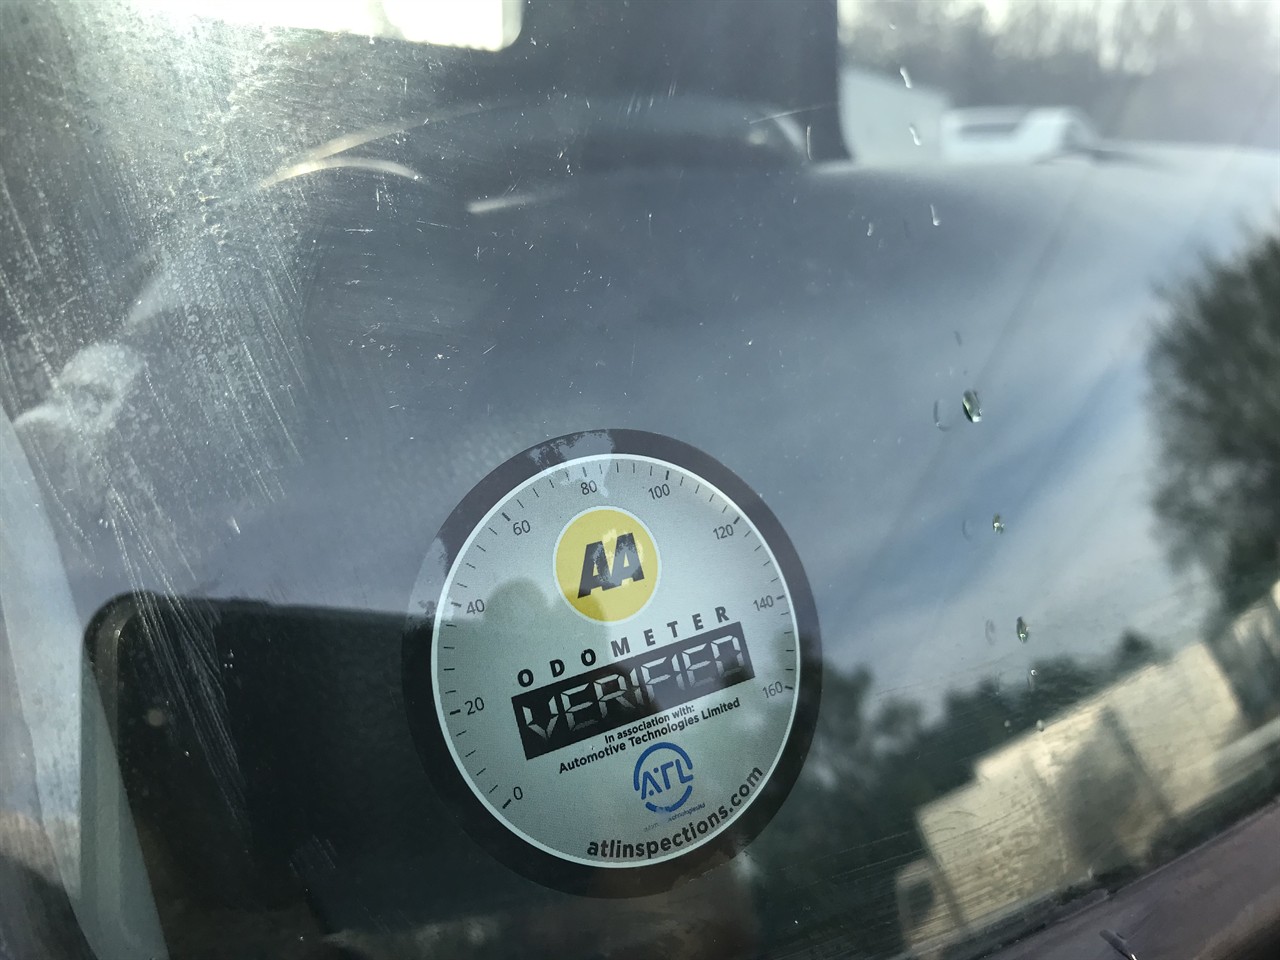 80
100
60
120
AA
40
140
ODOMETER
VERIFIED
160
20
In association with:
Automotive Technologies Limited
ATL
0
atlinspections.com